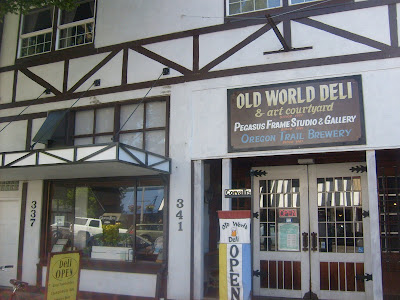 OLD WORLD DELI
& art courtyard
PEGASUS FRAME STUDIO & GALLERY
OREGON TRAIL BREWERY
337
341
Old World
Deli
OPEN
OPEN
Deli
OPEN